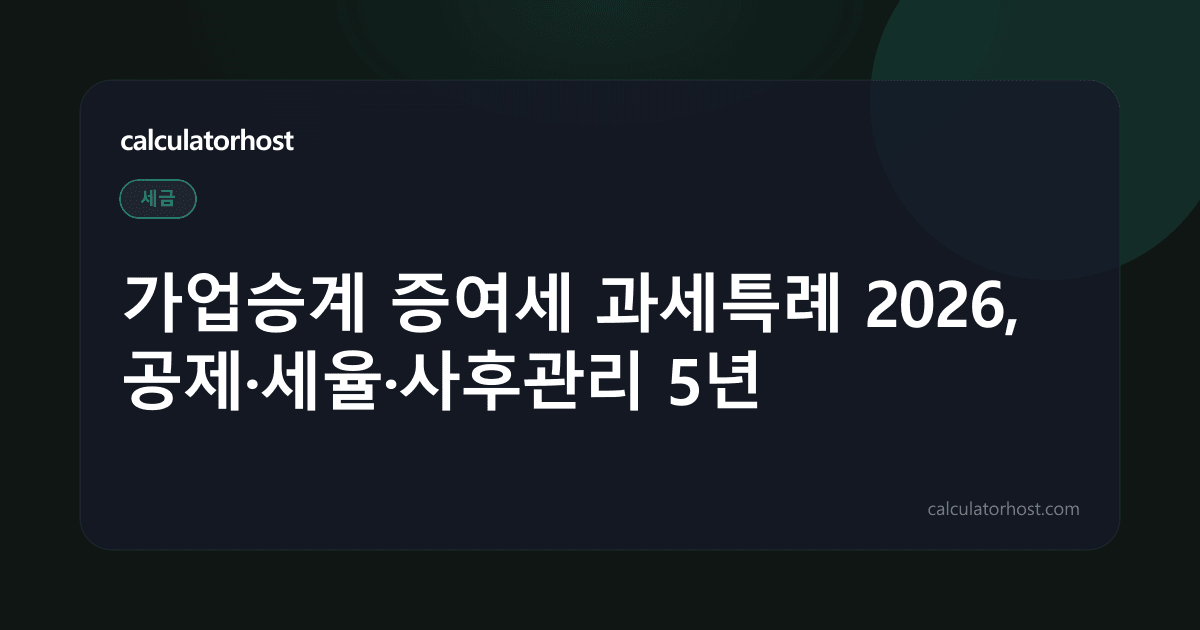 calculatorhost
세금
가업승계 증여세 과세특례 2026,
공제·세율·사후관리 5년
calculatorhost.com